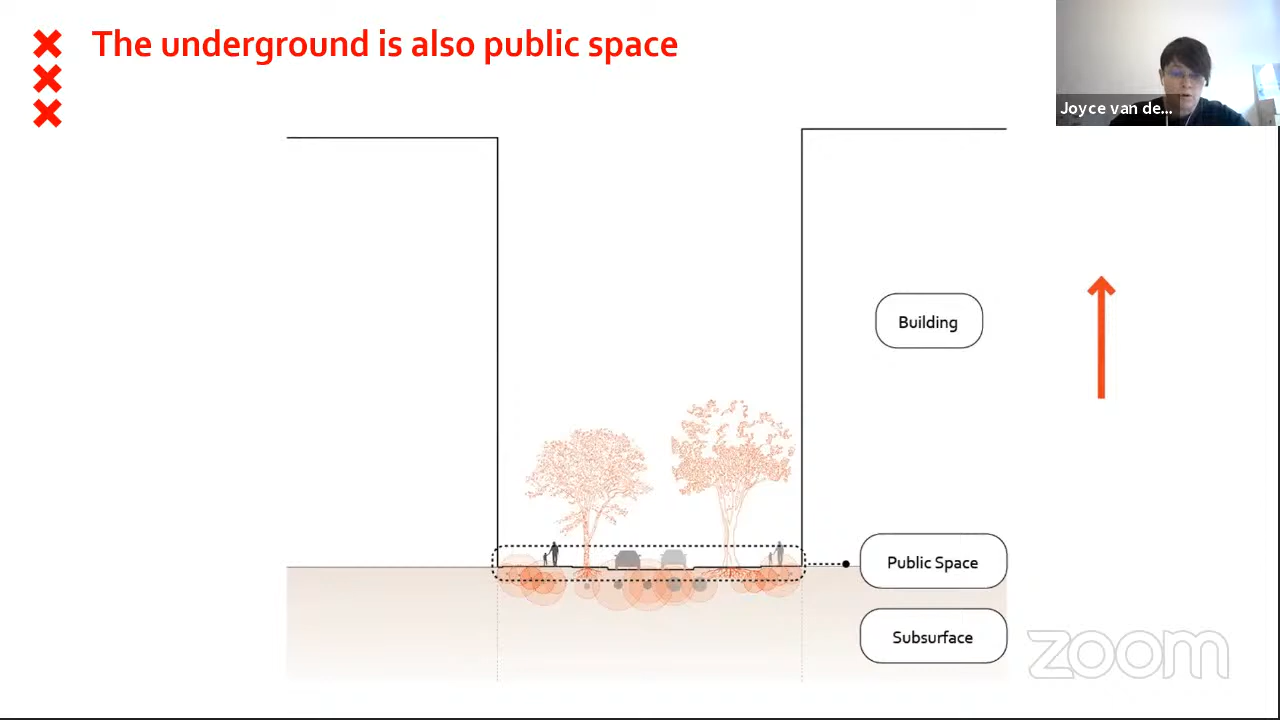 The underground is also public space
Joyce van de...
Building
Public Space
Subsurface
zoom